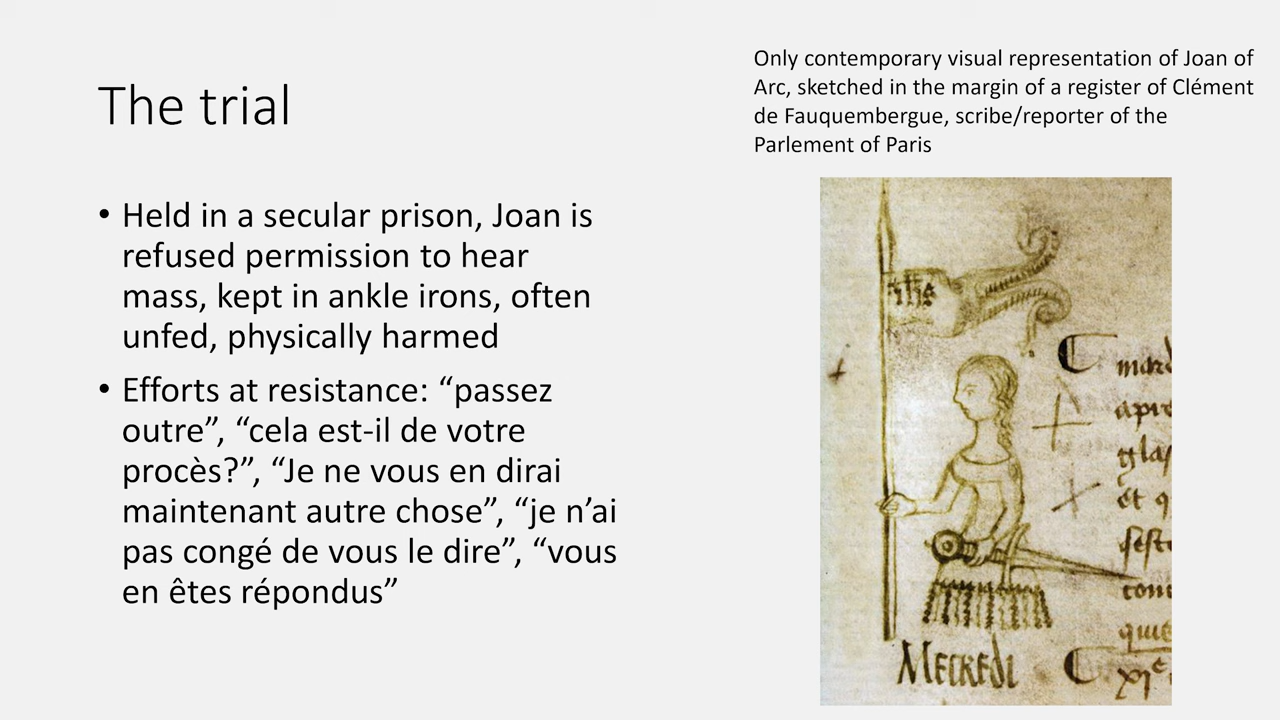 The trial
• Held in a secular prison, Joan is
refused permission to hear
mass, kept in ankle irons, often
unfed, physically harmed
• Efforts at resistance: “passez
outre”, “cela est-il de votre
procès?”, “Je ne vous en dirai
maintenant autre chose”, “je n’ai
pas congé de vous le dire”, “vous
en êtes répondus”
Only contemporary visual representation of Joan of
Arc, sketched in the margin of a register of Clément
de Fauquembergue, scribe/reporter of the
Parlement of Paris
ihs
Mecredi